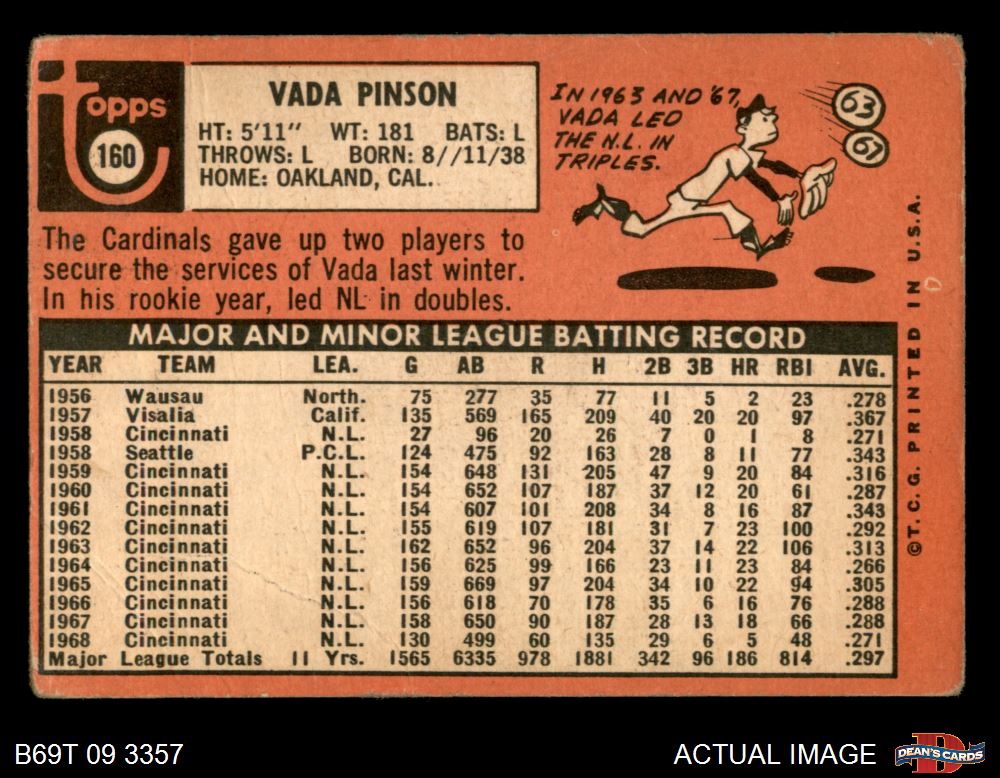 Topps
160
VADA PINSON
HT: 5'11" WT: 181 BATS: L
THROWS: L BORN: 8//11/38
HOME: OAKLAND, CAL.
IN 1963 AND '67,
VADA LED
THE N.L. IN
TRIPLES.
63
67
The Cardinals gave up two players to
secure the services of Vada last winter.
In his rookie year, led NL in doubles.
MAJOR AND MINOR LEAGUE BATTING RECORD
YEAR TEAM LEA. G AB R H 2B 3B HR RBI AVG.
1956 Wausau North. 75 277 35 77 11 5 2 23 .278
1957 Visalia Calif. 135 569 165 209 40 20 20 97 .367
1958 Cincinnati N.L. 27 96 20 26 7 0 1 8 .271
1958 Seattle P.C.L. 124 475 92 163 28 8 11 77 .343
1959 Cincinnati N.L. 154 648 131 205 47 9 20 84 .316
1960 Cincinnati N.L. 154 652 107 187 37 12 20 61 .287
1961 Cincinnati N.L. 154 607 101 208 34 8 16 87 .343
1962 Cincinnati N.L. 155 619 107 181 31 7 23 100 .292
1963 Cincinnati N.L. 162 652 96 204 37 14 22 106 .313
1964 Cincinnati N.L. 156 625 99 166 23 11 23 84 .266
1965 Cincinnati N.L. 159 669 97 204 34 10 22 94 .305
1966 Cincinnati N.L. 156 618 70 178 35 6 16 76 .288
1967 Cincinnati N.L. 158 650 90 187 28 13 18 66 .288
1968 Cincinnati N.L. 130 499 60 135 29 6 5 48 .271
Major League Totals 11 Yrs. 1565 6335 978 1881 342 96 186 814 .297
©T.C.G. PRINTED IN U.S.A.
B69T 09 3357
ACTUAL IMAGE
D
DEAN'S CARDS